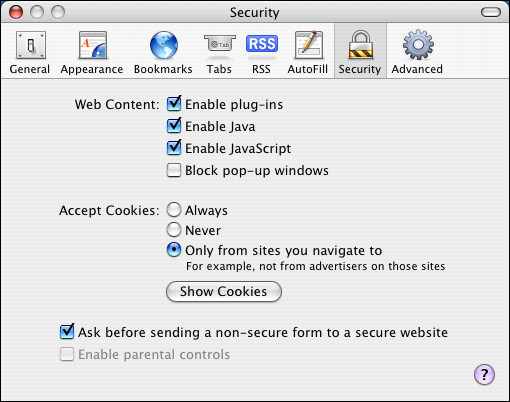 Security
Tab
RSS
General Appearance Bookmarks Tabs RSS AutoFill Security Advanced
Web Content: Enable plug-ins
Enable Java
Enable JavaScript
Block pop-up windows
Accept Cookies: Always
Never
Only from sites you navigate to
For example, not from advertisers on those sites
Show Cookies
Ask before sending a non-secure form to a secure website
Enable parental controls
?